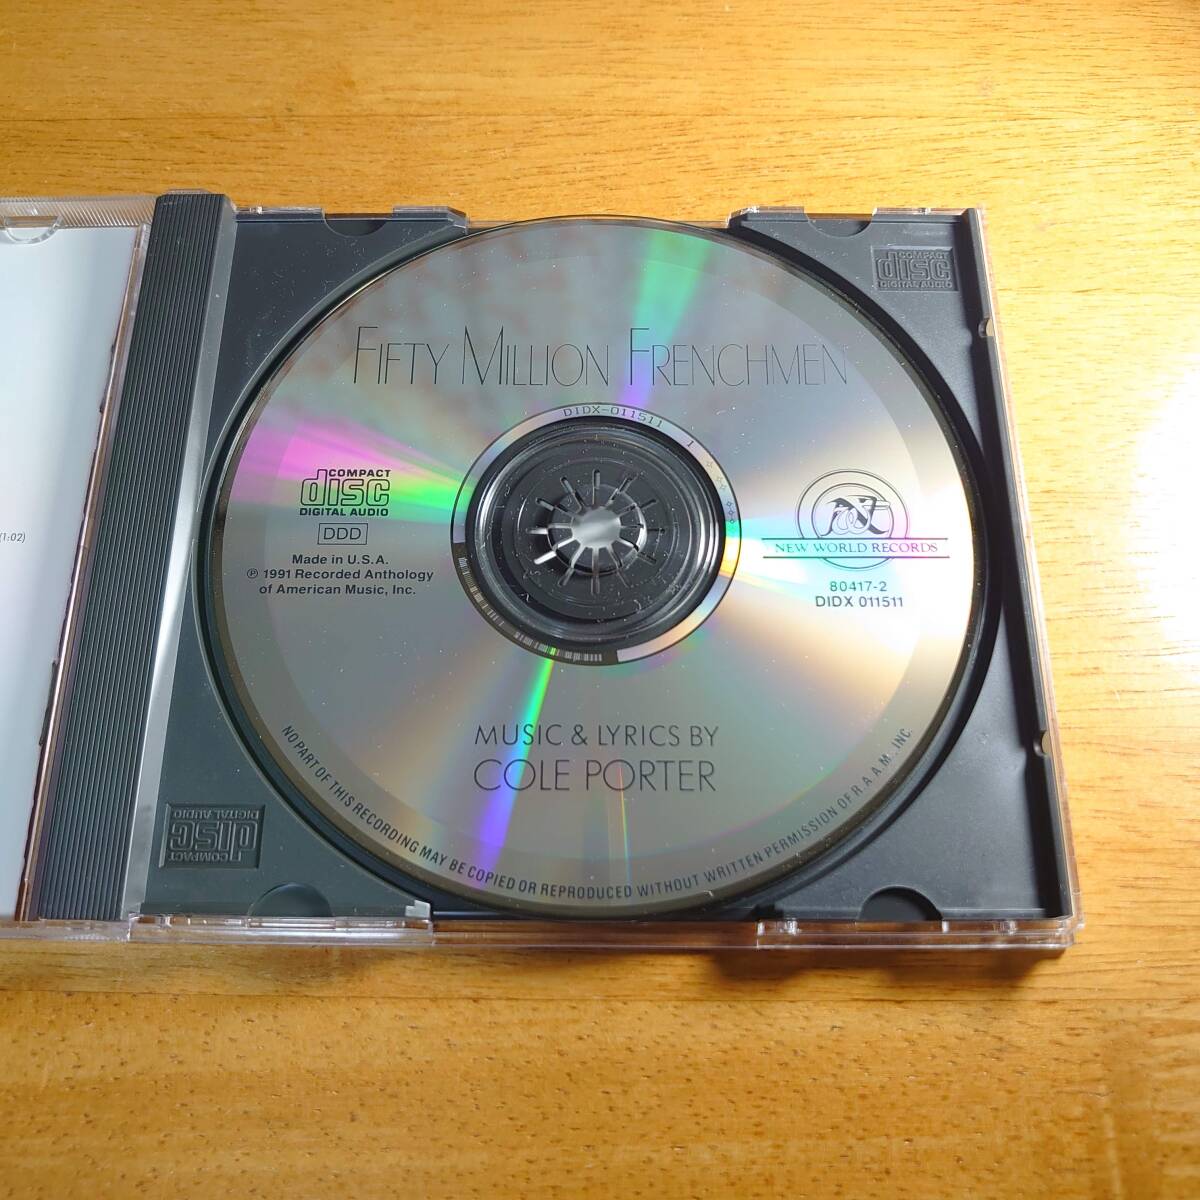 FIFTY MILLION FRENCHMEN
DIDX-011511 1
COMPACT
disc
DIGITAL AUDIO
DDD
Made in U.S.A.
℗ 1991 Recorded Anthology
of American Music, Inc.
NEW WORLD RECORDS
80417-2
DIDX 011511
MUSIC & LYRICS BY
COLE PORTER
NO PART OF THIS RECORDING MAY BE COPIED OR REPRODUCED WITHOUT WRITTEN PERMISSION OF R.A.A.M., INC.
COMPACT
disc
DIGITAL AUDIO
COMPACT
disc
DIGITAL AUDIO
(1:02)